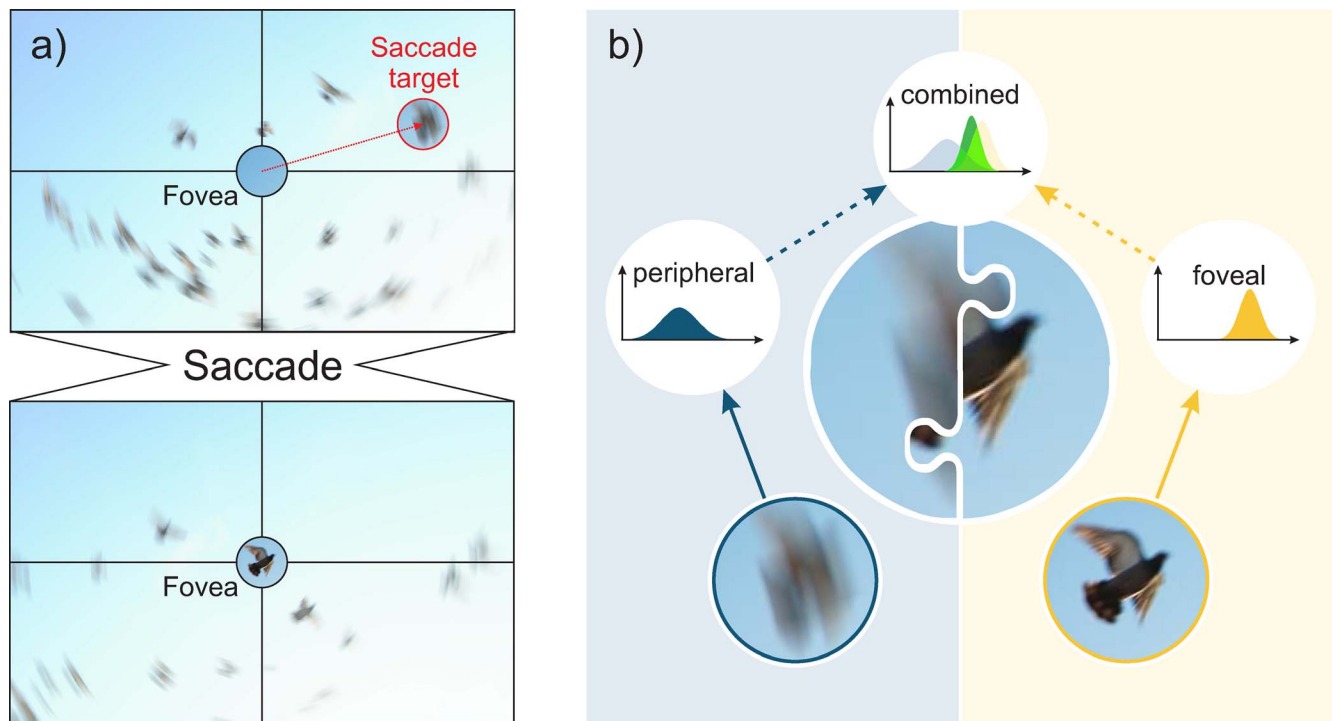 a)
Saccade
target
Fovea
Saccade
Fovea
b)
combined
peripheral
foveal